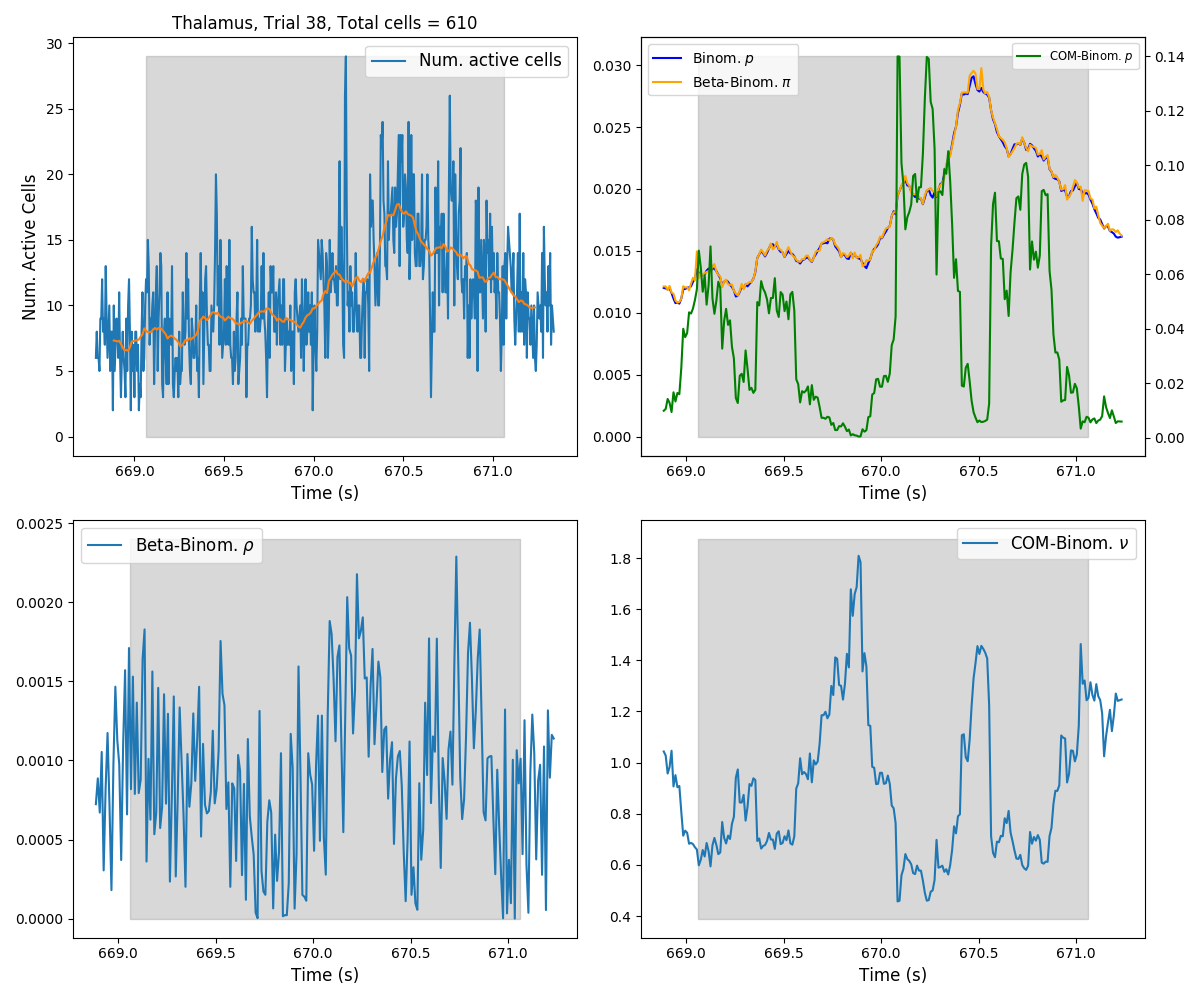 Thalamus, Trial 38, Total cells = 610
Num. active cells
Num. Active Cells
30
25
20
15
10
5
0
669.0 669.5 670.0 670.5 671.0
Time (s)
Binom. p
Beta-Binom. π
COM-Binom. p
0.030
0.025
0.020
0.015
0.010
0.005
0.000
0.14
0.12
0.10
0.08
0.06
0.04
0.02
0.00
669.0 669.5 670.0 670.5 671.0
Time (s)
Beta-Binom. ρ
0.0025
0.0020
0.0015
0.0010
0.0005
0.0000
669.0 669.5 670.0 670.5 671.0
Time (s)
COM-Binom. ν
1.8
1.6
1.4
1.2
1.0
0.8
0.6
0.4
669.0 669.5 670.0 670.5 671.0
Time (s)